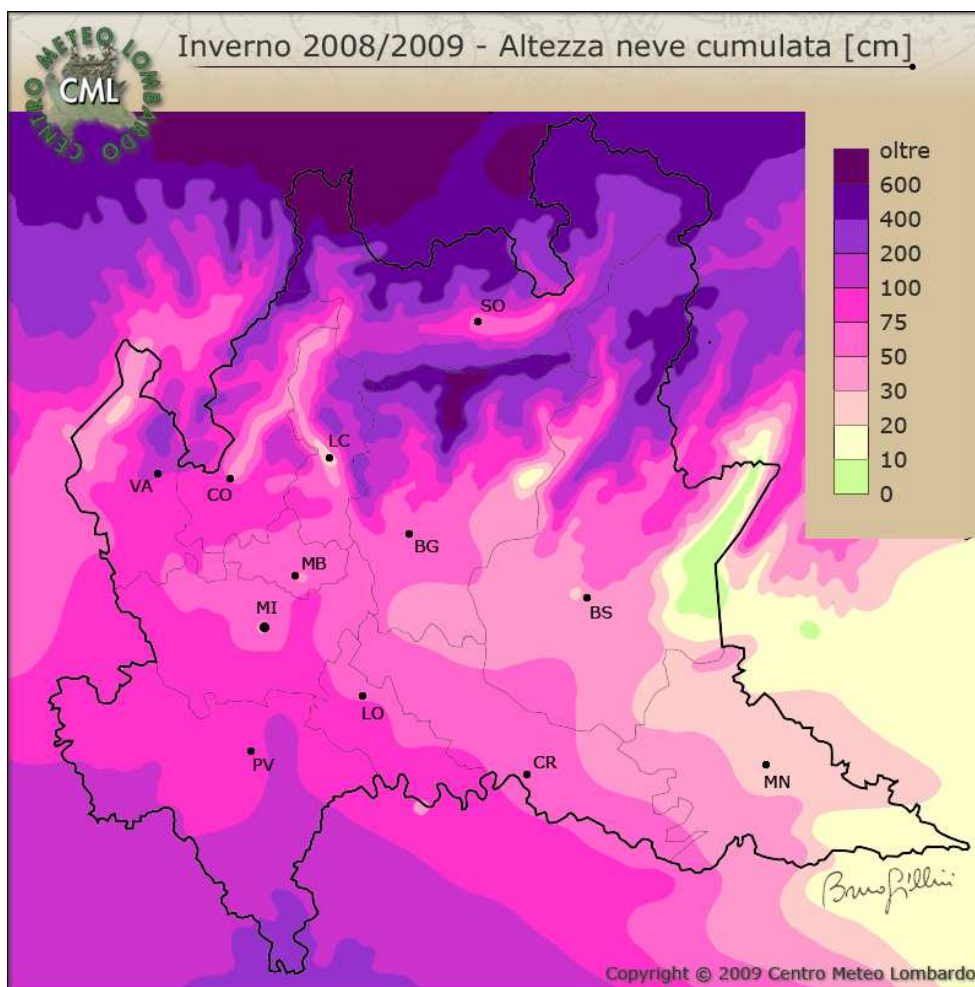 CENTRO METEO LOMBARDO
CML
Inverno 2008/2009 - Altezza neve cumulata [cm]
oltre
600
400
200
100
75
50
30
20
10
0
SO
LC
VA
CO
BG
MB
MI
BS
LO
PV
CR
MN
Bruno Gillini
Copyright © 2009 Centro Meteo Lombardo